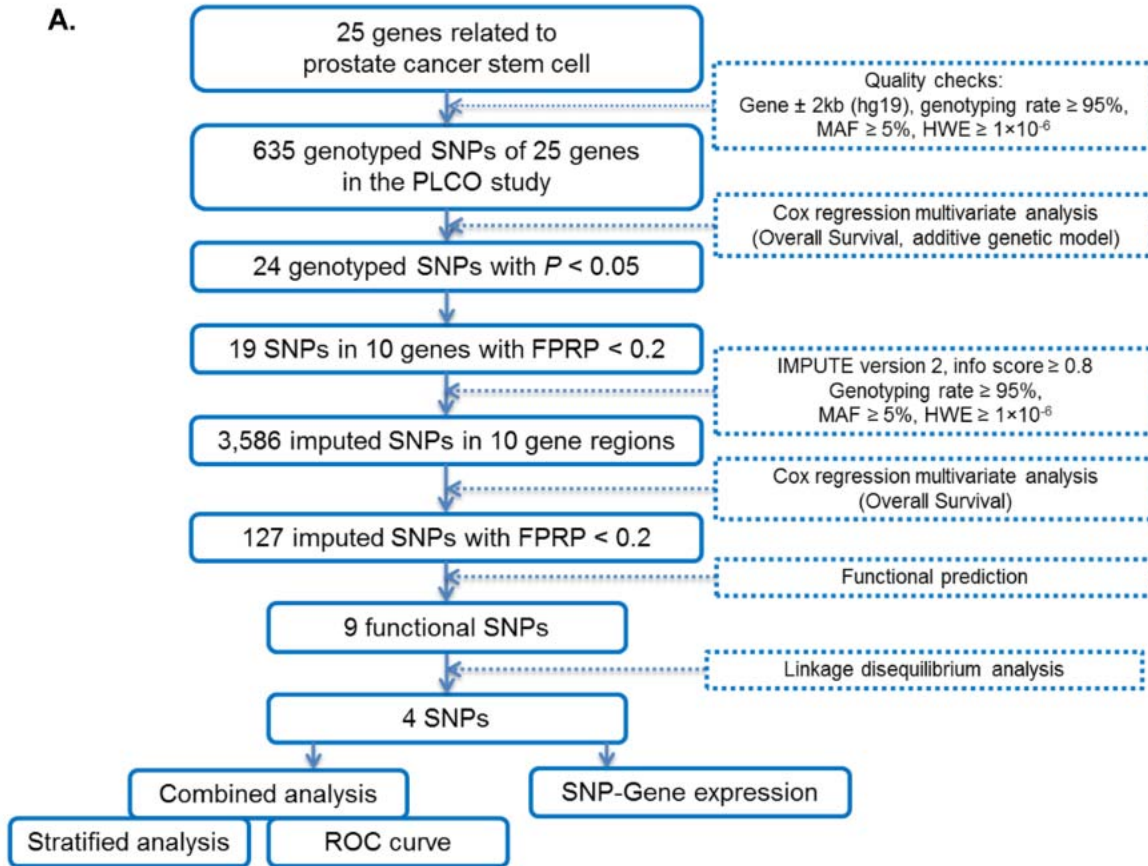 A.
25 genes related to
prostate cancer stem cell
Quality checks:
Gene ± 2kb (hg19), genotyping rate ≥ 95%,
MAF ≥ 5%, HWE ≥ 1×10⁻⁶
635 genotyped SNPs of 25 genes
in the PLCO study
Cox regression multivariate analysis
(Overall Survival, additive genetic model)
24 genotyped SNPs with P < 0.05
19 SNPs in 10 genes with FPRP < 0.2
IMPUTE version 2, info score ≥ 0.8
Genotyping rate ≥ 95%,
MAF ≥ 5%, HWE ≥ 1×10⁻⁶
3,586 imputed SNPs in 10 gene regions
Cox regression multivariate analysis
(Overall Survival)
127 imputed SNPs with FPRP < 0.2
Functional prediction
9 functional SNPs
Linkage disequilibrium analysis
4 SNPs
Combined analysis
SNP-Gene expression
Stratified analysis
ROC curve